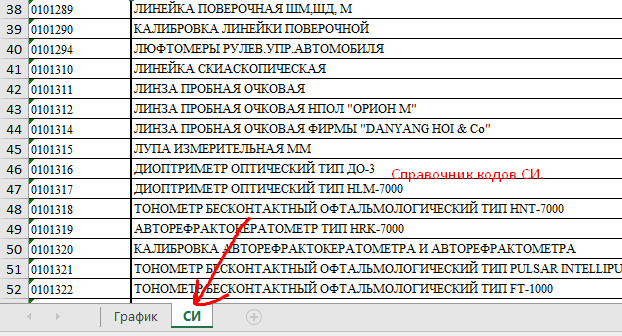 38 0101289 ЛИНЕЙКА ПОВЕРОЧНАЯ ШМ,ШД, М
39 0101290 КАЛИБРОВКА ЛИНЕЙКИ ПОВЕРОЧНОЙ
40 0101294 ЛЮФТОМЕРЫ РУЛЕВ.УПР.АВТОМОБИЛЯ
41 0101310 ЛИНЕЙКА СКИАСКОПИЧЕСКАЯ
42 0101311 ЛИНЗА ПРОБНАЯ ОЧКОВАЯ
43 0101312 ЛИНЗА ПРОБНАЯ ОЧКОВАЯ НПОЛ "ОРИОН М"
44 0101314 ЛИНЗА ПРОБНАЯ ОЧКОВАЯ ФИРМЫ "DANYANG HOI & Co"
45 0101315 ЛУПА ИЗМЕРИТЕЛЬНАЯ ММ
46 0101316 ДИОПТРИМЕТР ОПТИЧЕСКИЙ ТИП ДО-3 Справочник кодов СИ.
47 0101317 ДИОПТРИМЕТР ОПТИЧЕСКИЙ ТИП HLM-7000
48 0101318 ТОНОМЕТР БЕСКОНТАКТНЫЙ ОФТАЛЬМОЛОГИЧЕСКИЙ ТИП HNT-7000
49 0101319 АВТОРЕФРАКТОКЕРАТОМЕТР ТИП HRK-7000
50 0101320 КАЛИБРОВКА АВТОРЕФРАКТОКЕРАТОМЕТРА И АВТОРЕФРАКТОМЕТРА
51 0101321 ТОНОМЕТР БЕСКОНТАКТНЫЙ ОФТАЛЬМОЛОГИЧЕСКИЙ ТИП PULSAR INTELLIPU
52 0101322 ТОНОМЕТР БЕСКОНТАКТНЫЙ ОФТАЛЬМОЛОГИЧЕСКИЙ ТИП FT-1000
График СИ